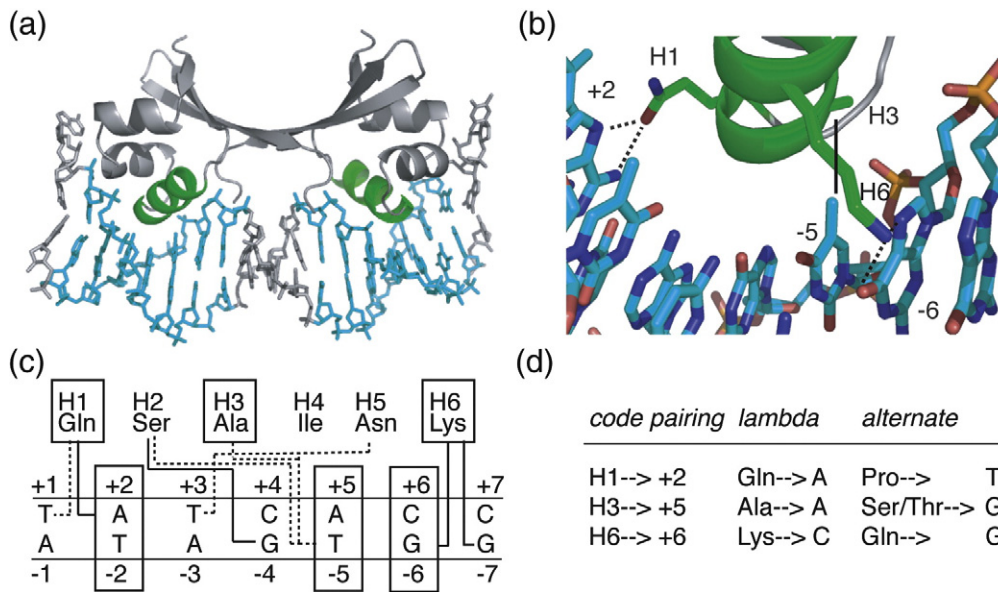 (a)
(b)
H1
+2
H3
H6
-5
-6
(c)
H1 H2 H3 H4 H5 H6
Gln Ser Ala Ile Asn Lys
+1 +2 +3 +4 +5 +6 +7
T A T C A C C
A T A G T G G
-1 -2 -3 -4 -5 -6 -7
(d)
code pairing lambda alternate
H1--> +2 Gln--> A Pro--> T
H3--> +5 Ala--> A Ser/Thr--> G
H6--> +6 Lys--> C Gln--> G